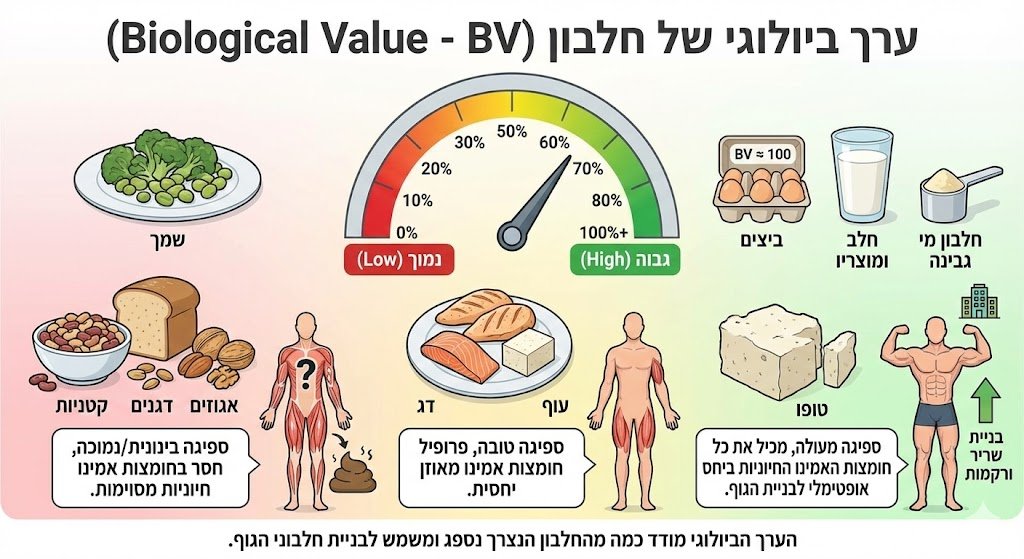 ערך ביולוגי של חלבון (Biological Value - BV)
0%
10%
20%
30%
40%
50%
60%
70%
80%
100%+
נמוך (Low)
גבוה (High)
שמך
BV ≈ 100
ביצים
חלב
ומוצריו
חלבון מי
גבינה
קטניות
דגנים
אגוזים
?
ספיגה בינונית/נמוכה,
חסר בחומצות אמינו
חיוניות מסוימות.
דג
עוף
ספיגה טובה, פרופיל
חומצות אמינו מאוזן
יחסית.
טופו
ספיגה מעולה, מכיל את כל
חומצות האמינו החיוניות ביחס
אופטימלי לבניית הגוף.
בניית
שריר
ורקמות
הערך הביולוגי מודד כמה מהחלבון הנצרך נספג ומשמש לבניית חלבוני הגוף.